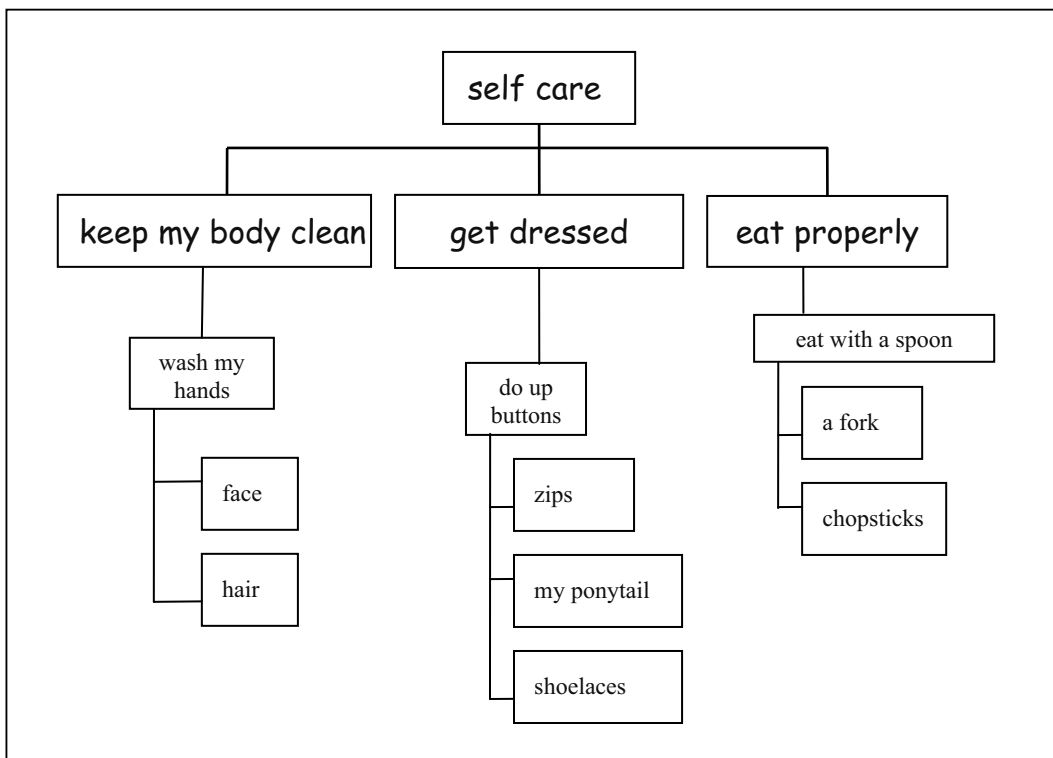 self care
keep my body clean
get dressed
eat properly
wash my
hands
face
hair
do up
buttons
zips
my ponytail
shoelaces
eat with a spoon
a fork
chopsticks